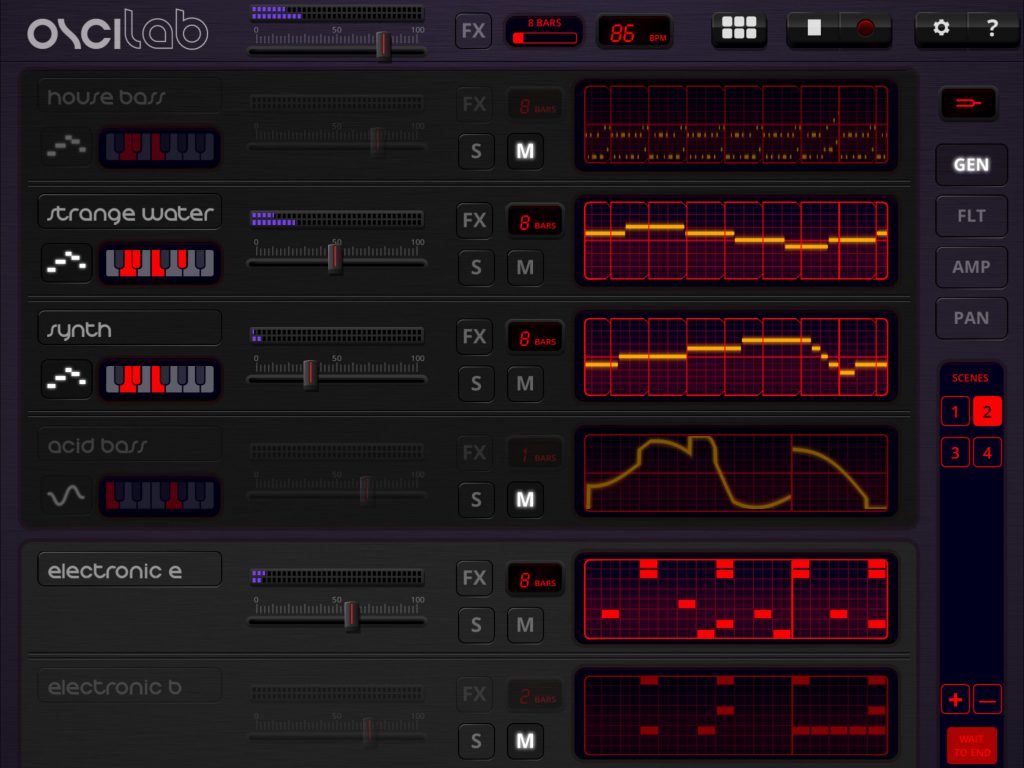 oscilab
FX
8 BARS
86 BPM
?
house bass
0 50 100
FX
8 BARS
S
M
GEN
strange water
0 50 100
FX
8 BARS
S
M
FLT
AMP
synth
0 50 100
FX
8 BARS
S
M
PAN
SCENES
1 2
3 4
acid bass
0 50 100
FX
1 BARS
S
M
electronic e
0 50 100
FX
8 BARS
S
M
electronic b
0 50 100
FX
2 BARS
S
M
+ −
WAIT
TO END